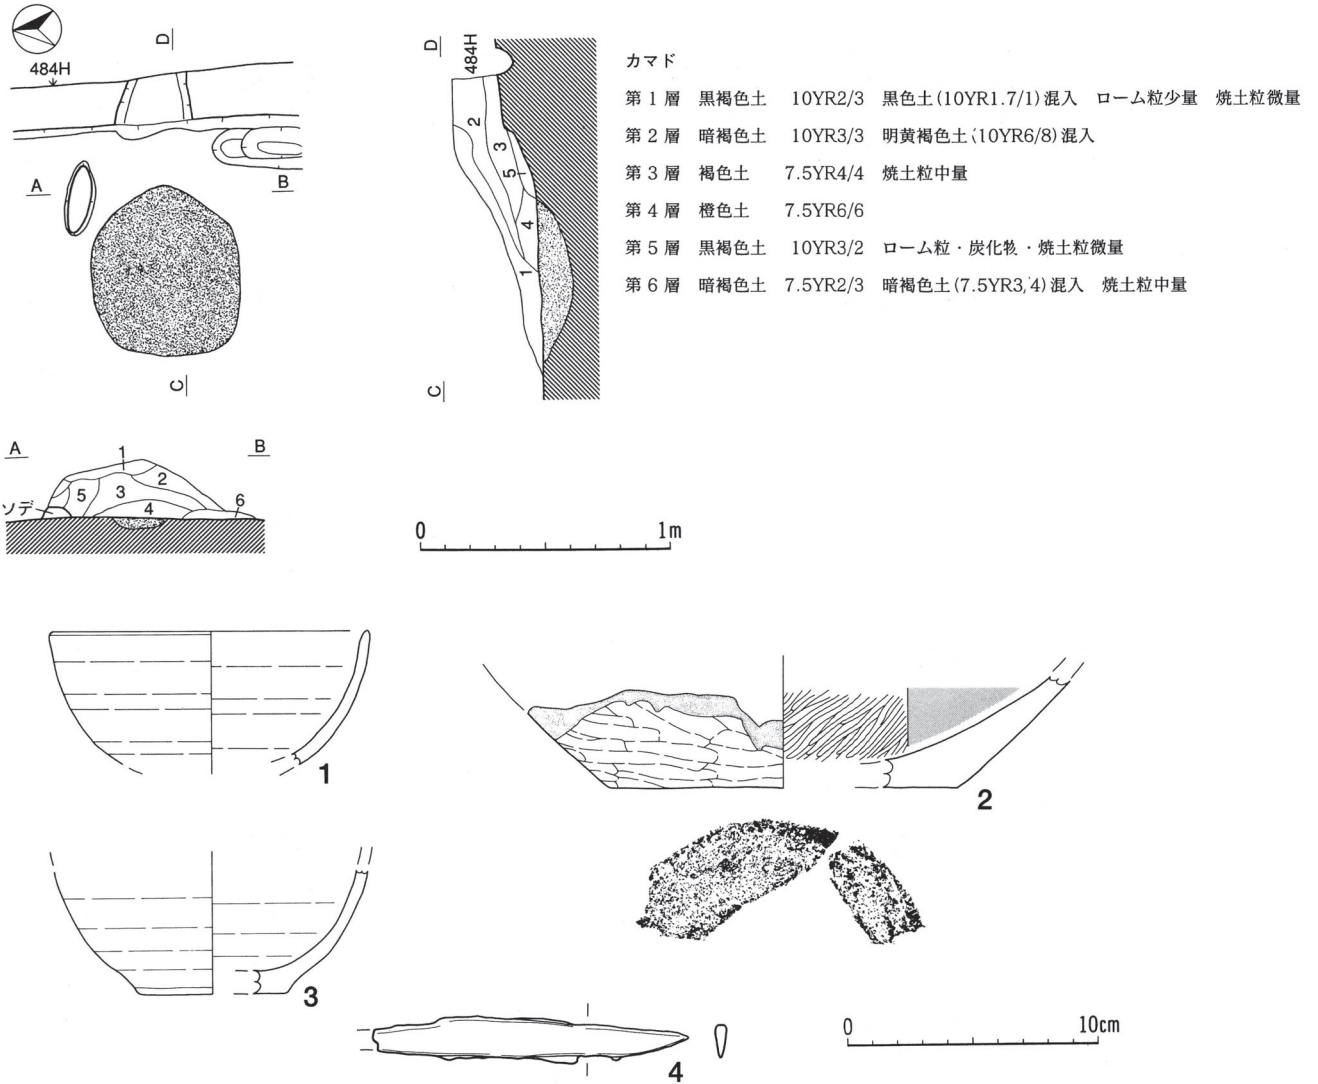 484H
A
B
C
D
D
484H
2
3
5
4
1
C
カマド
第1層 黒褐色土 10YR2/3 黒色土(10YR1.7/1)混入 ローム粒少量 焼土粒微量
第2層 暗褐色土 10YR3/3 明黄褐色土(10YR6/8)混入
第3層 褐色土 7.5YR4/4 焼土粒中量
第4層 橙色土 7.5YR6/6
第5層 黒褐色土 10YR3/2 ローム粒・炭化物・焼土粒微量
第6層 暗褐色土 7.5YR2/3 暗褐色土(7.5YR3/4)混入 焼土粒中量
A
B
1
2
3
5
4
6
ソデ
0 1m
1
2
3
4
0 10cm